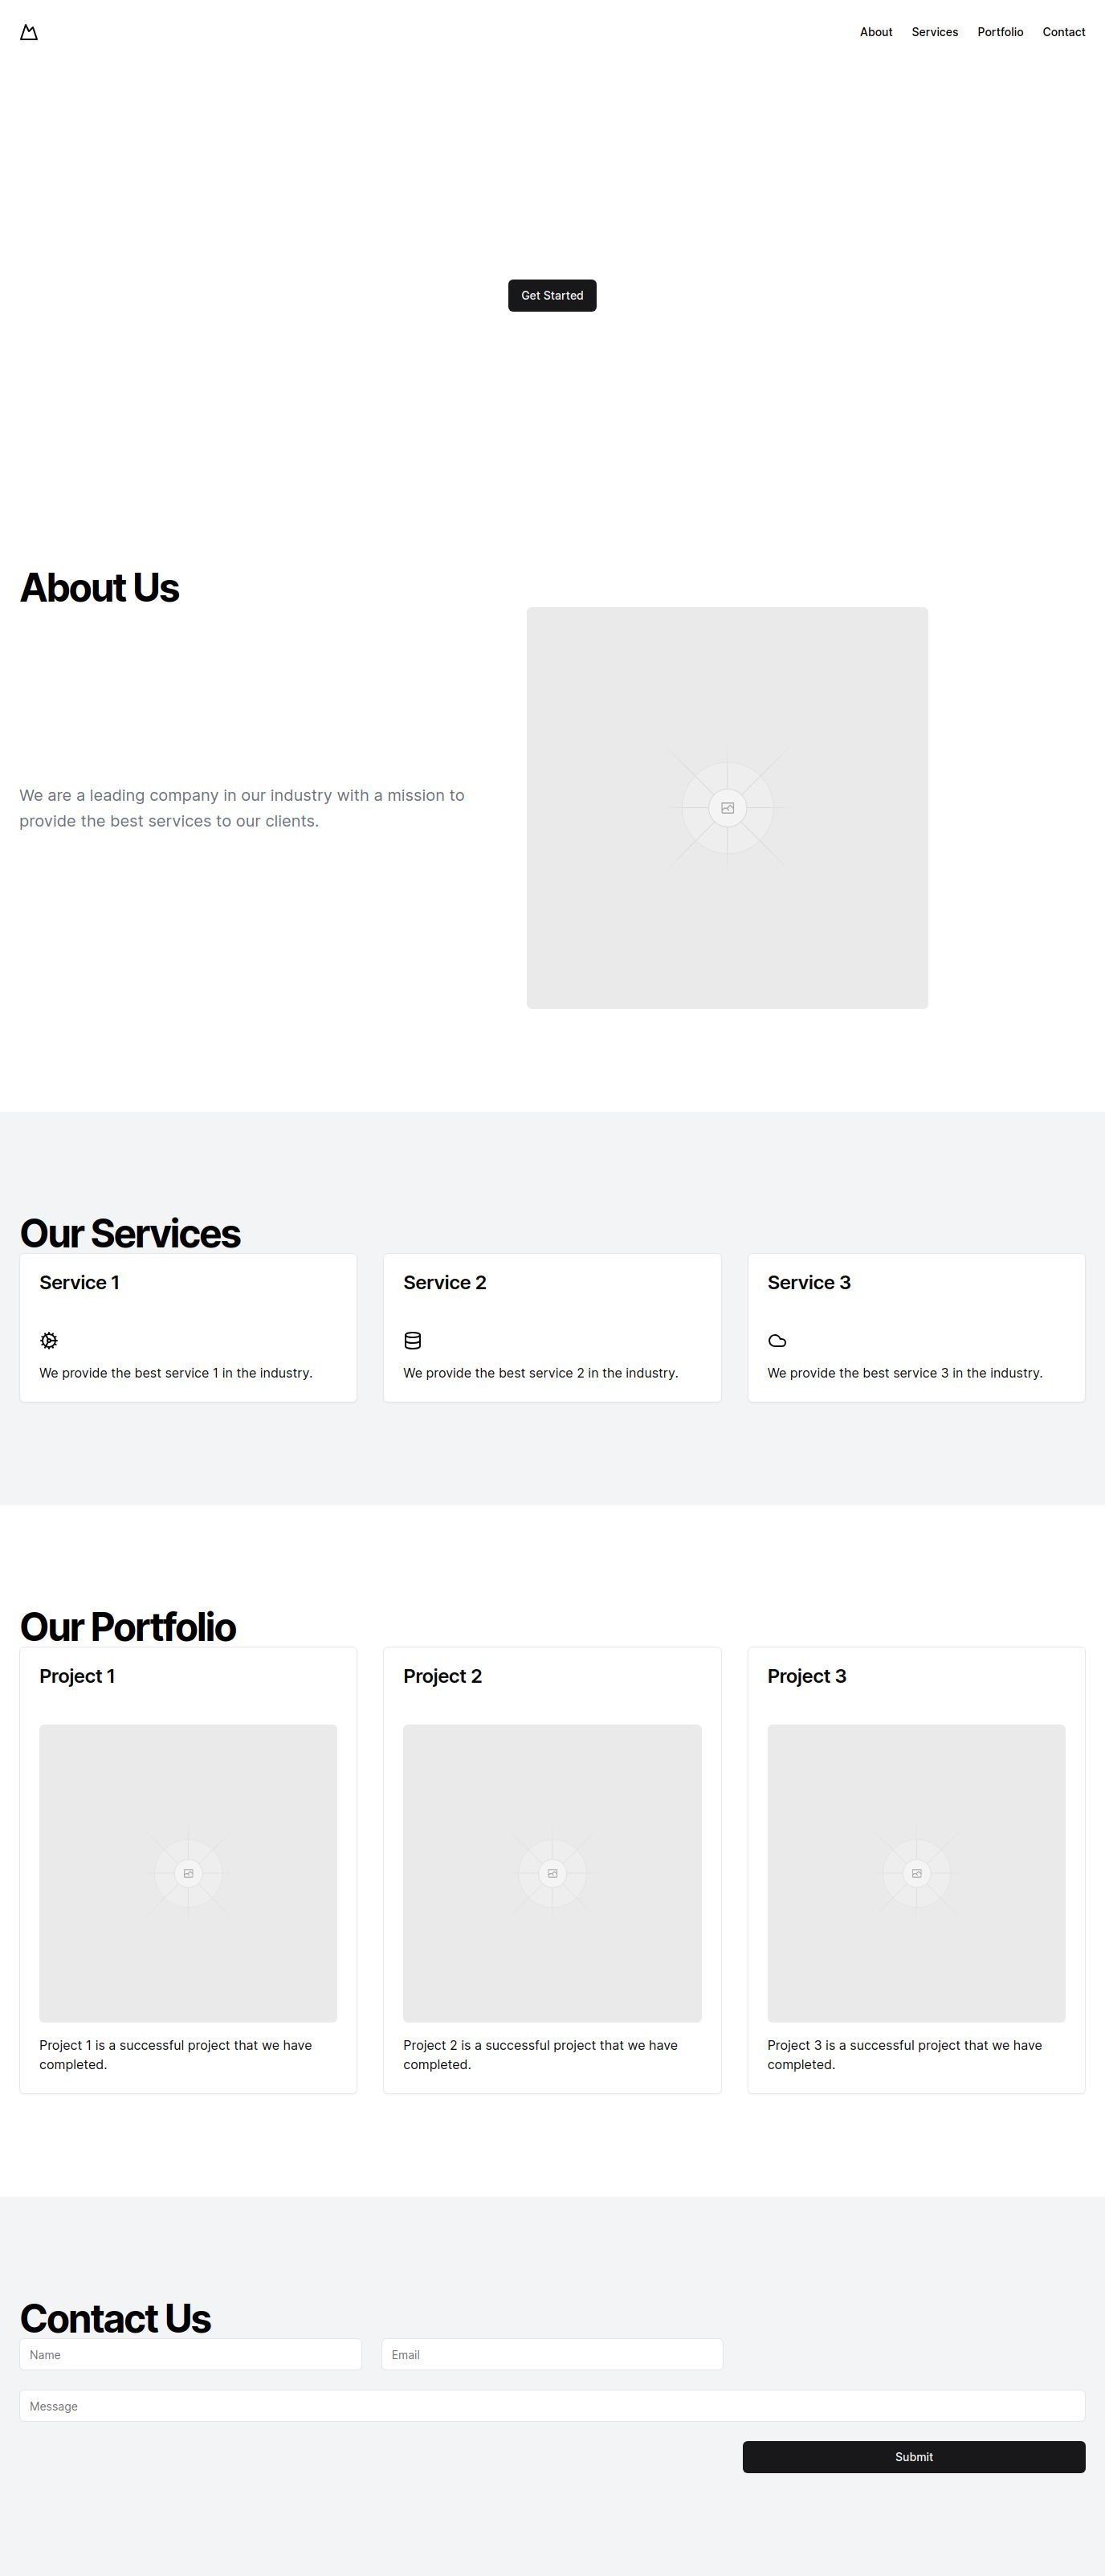 About Services Portfolio Contact
Get Started
About Us
We are a leading company in our industry with a mission to
provide the best services to our clients.
Our Services
Service 1
We provide the best service 1 in the industry.
Service 2
We provide the best service 2 in the industry.
Service 3
We provide the best service 3 in the industry.
Our Portfolio
Project 1
Project 1 is a successful project that we have
completed.
Project 2
Project 2 is a successful project that we have
completed.
Project 3
Project 3 is a successful project that we have
completed.
Contact Us
Name
Email
Message
Submit